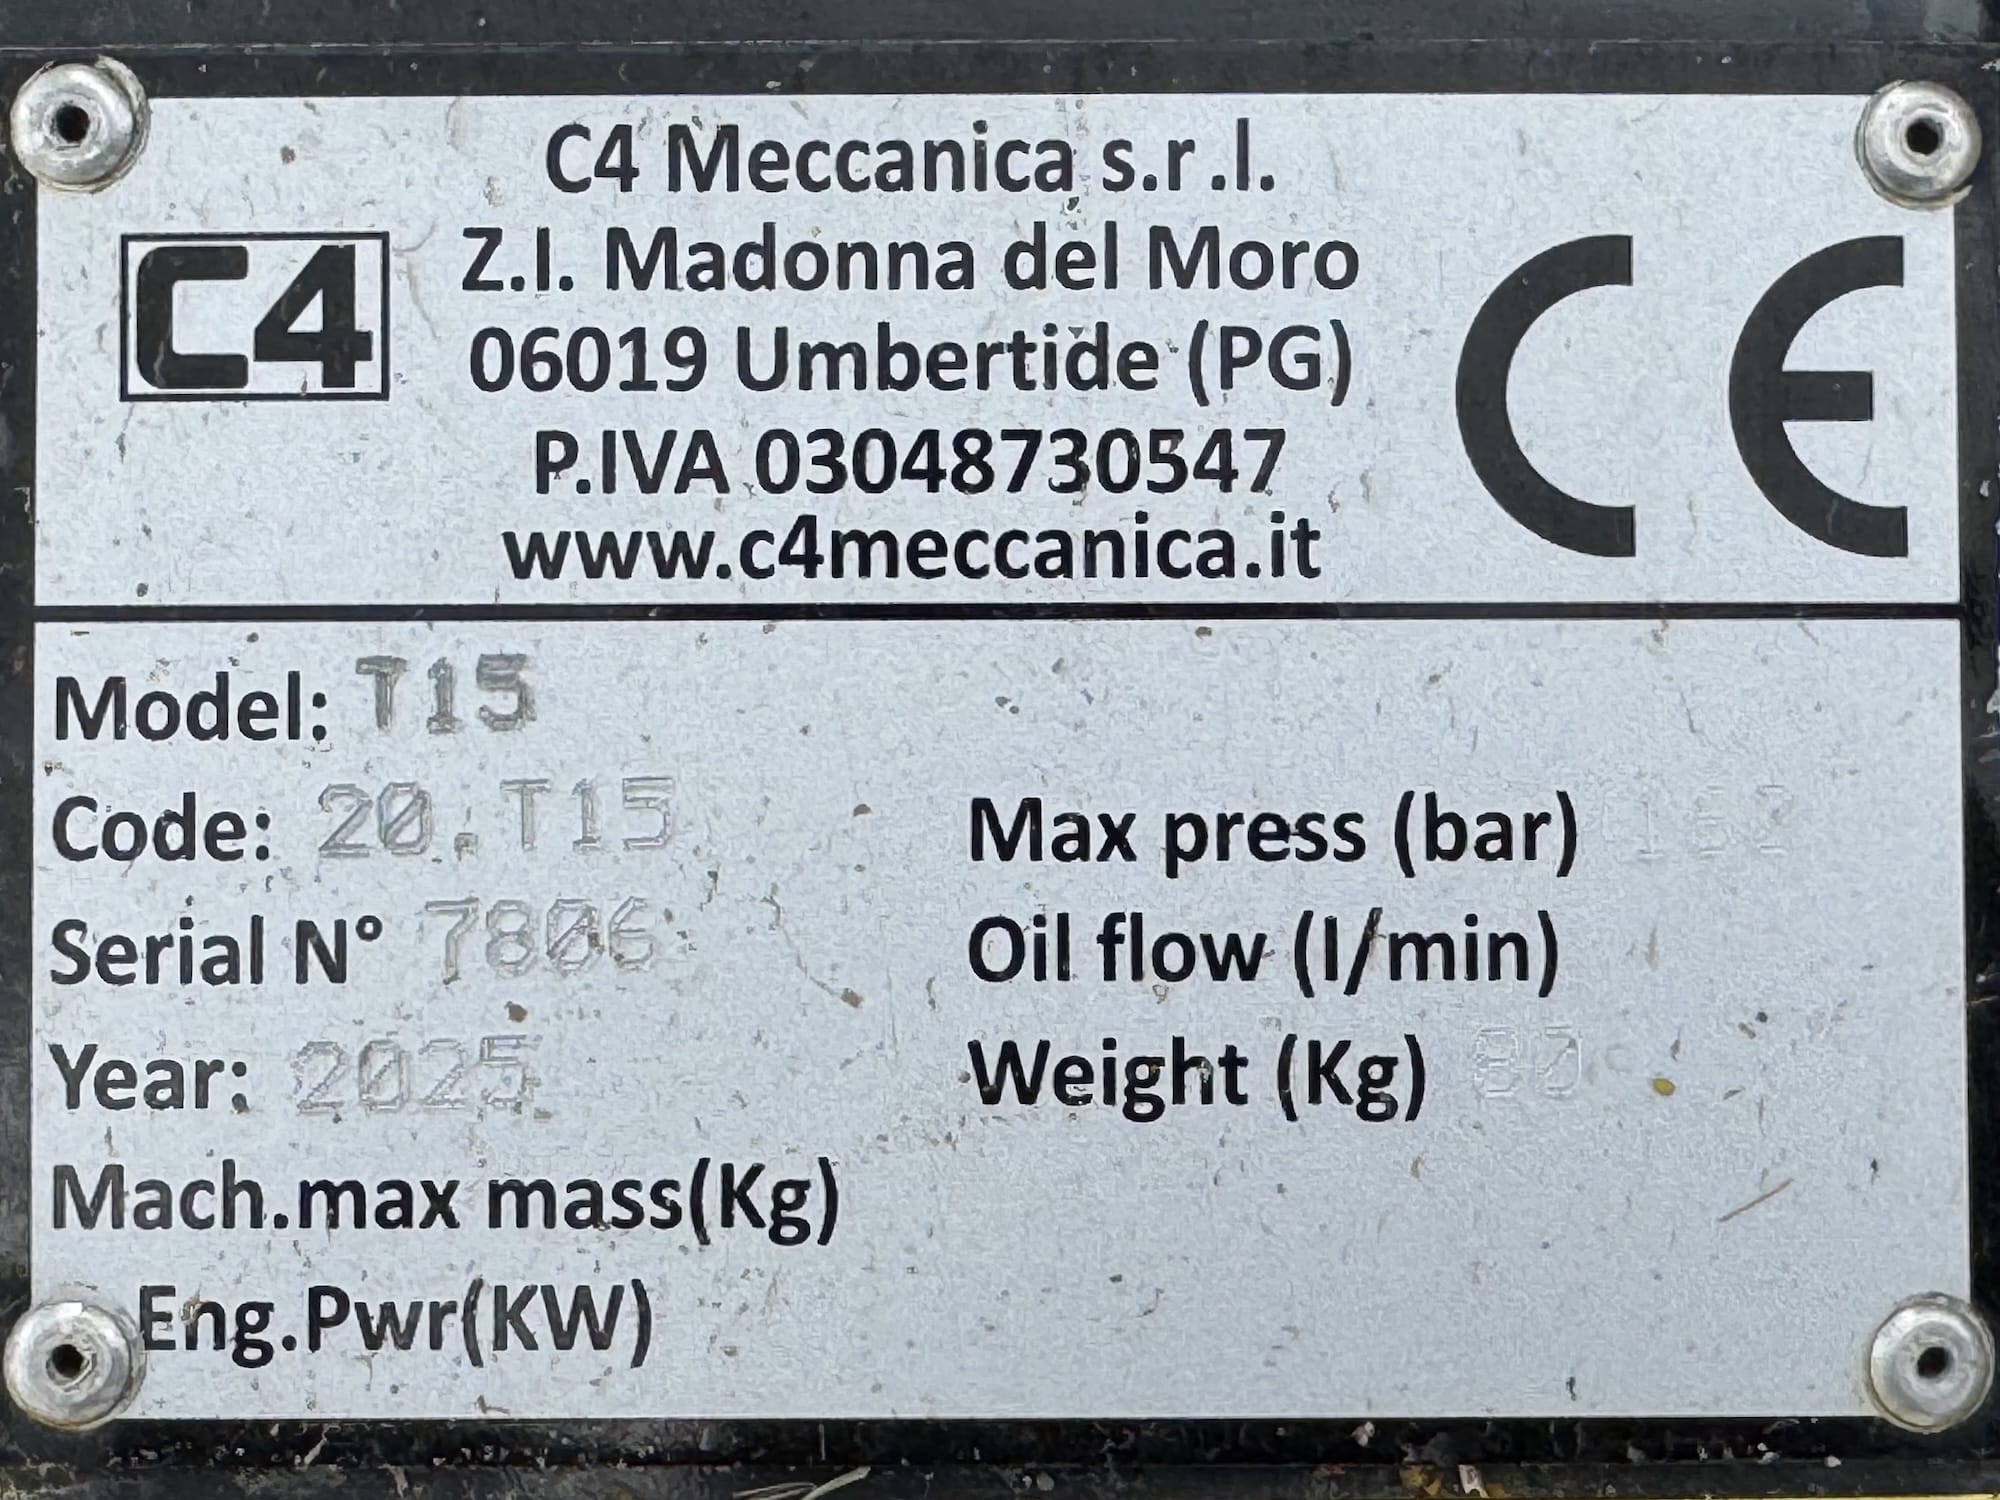 C4 Meccanica s.r.l.
Z.I. Madonna del Moro
C4
06019 Umbertide (PG)
P.IVA 03048730547
www.c4meccanica.it
CE
Model: T15
Code: 20.T15
Max press (bar)
Serial N° 7806
Oil flow (l/min)
Year: 2025
Weight (Kg) 80
Mach.max mass(Kg)
Eng.Pwr(KW)